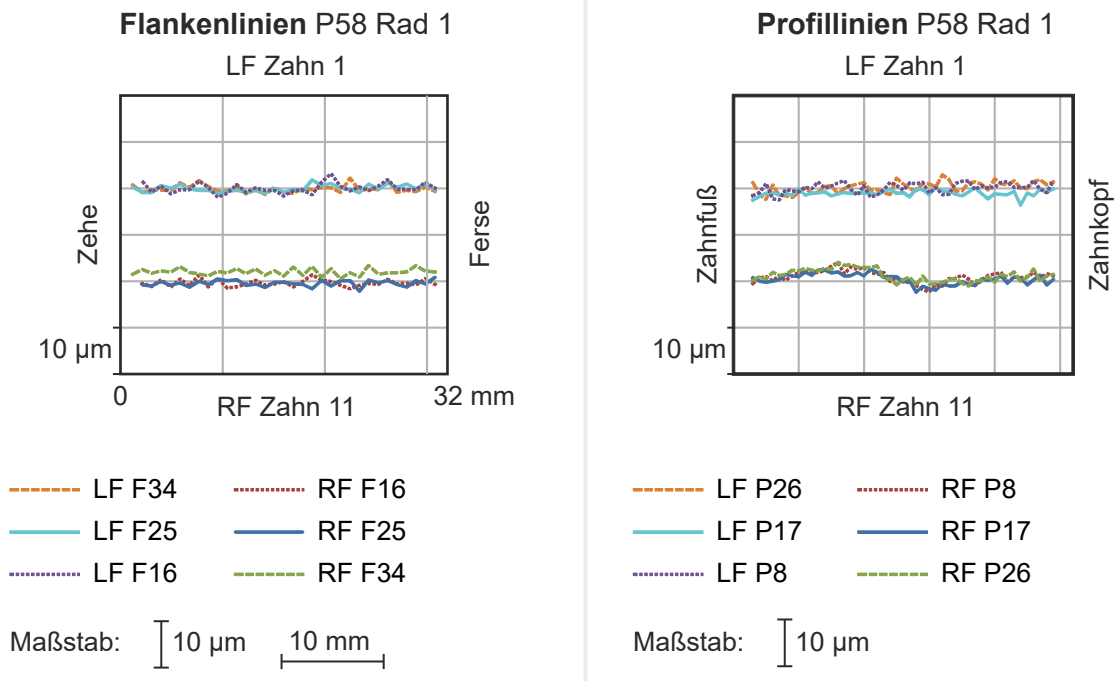 Flankenlinien P58 Rad 1
LF Zahn 1
Zehe
Ferse
10 µm
0
32 mm
RF Zahn 11
LF F34
RF F16
LF F25
RF F25
LF F16
RF F34
Maßstab:
10 µm
10 mm
Profillinien P58 Rad 1
LF Zahn 1
Zahnfuß
Zahnkopf
10 µm
RF Zahn 11
LF P26
RF P8
LF P17
RF P17
LF P8
RF P26
Maßstab:
10 µm